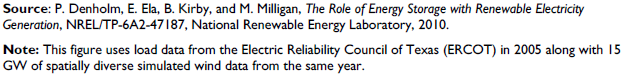 Source: P. Denholm, E. Ela, B. Kirby, and M. Milligan, The Role of Energy Storage with Renewable Electricity
Generation, NREL/TP-6A2-47187, National Renewable Energy Laboratory, 2010.
Note: This figure uses load data from the Electric Reliability Council of Texas (ERCOT) in 2005 along with 15
GW of spatially diverse simulated wind data from the same year.